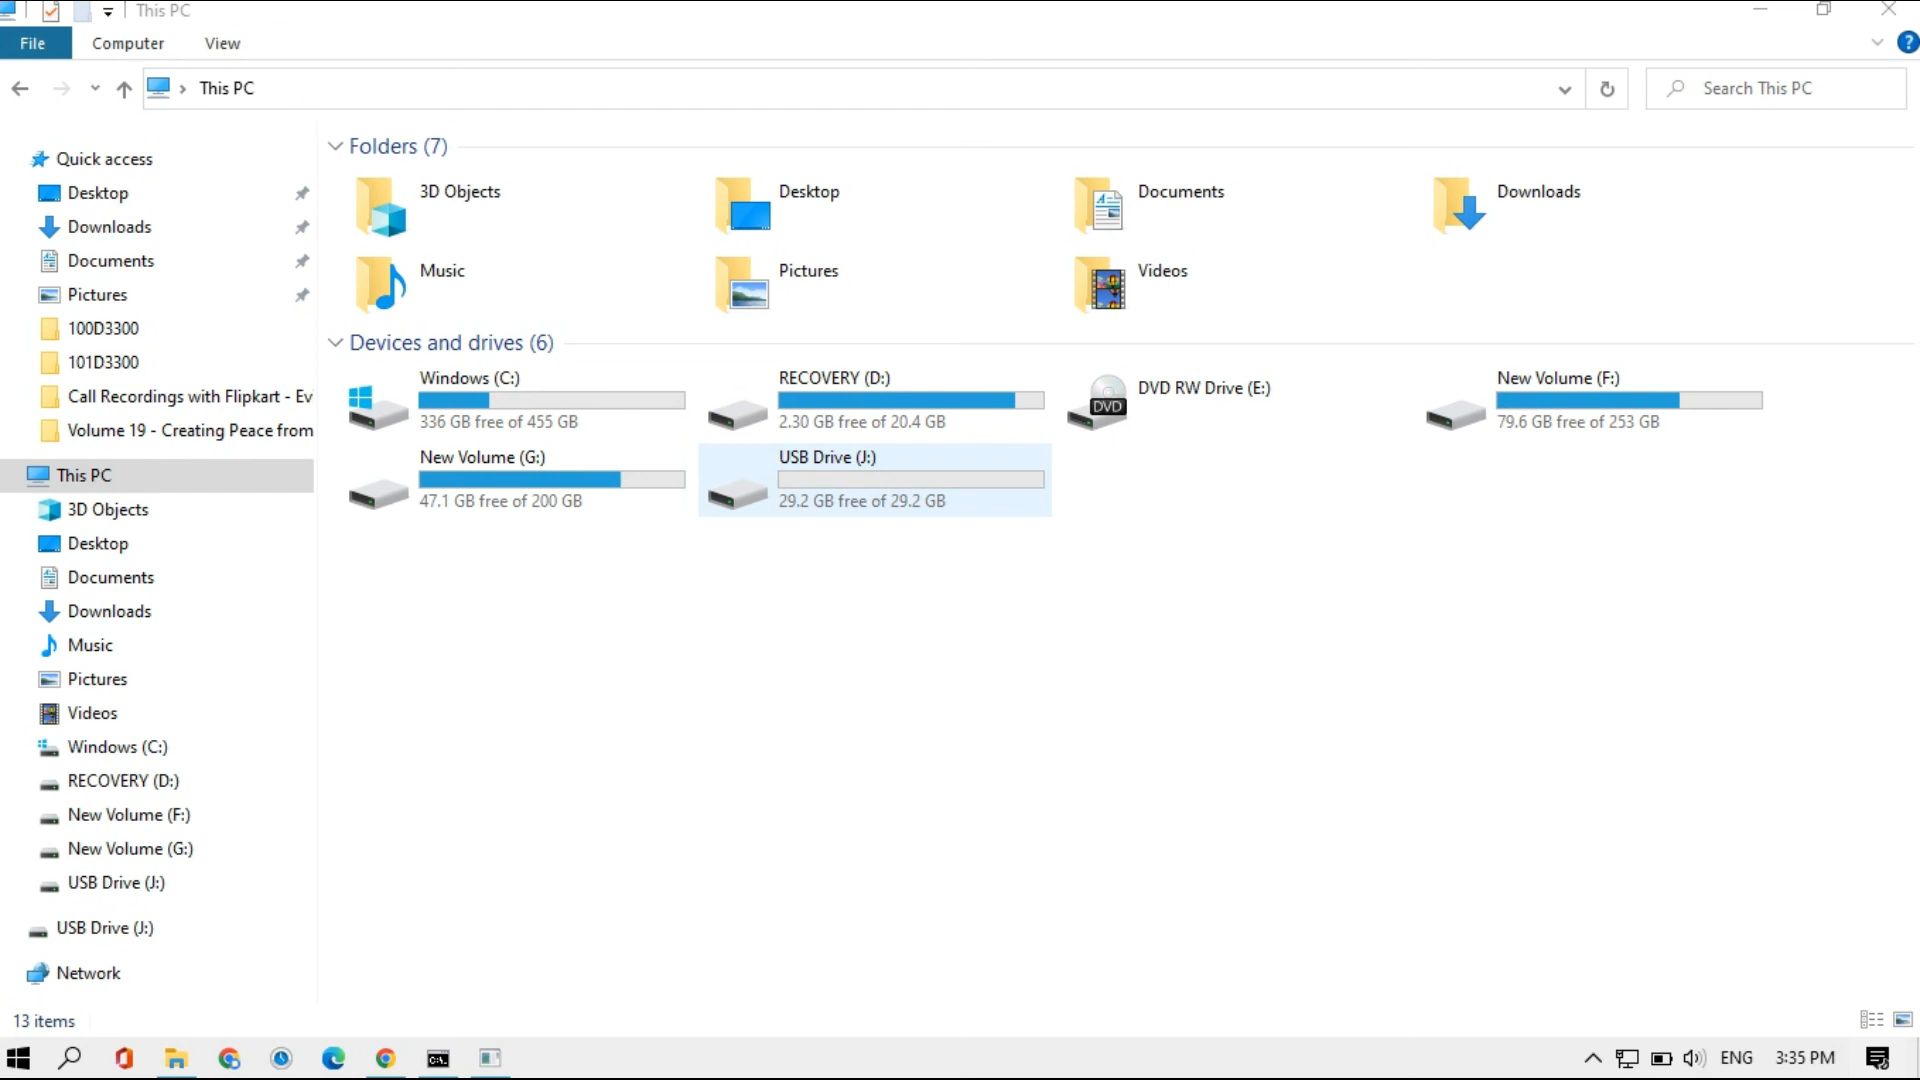 This PC
File Computer View
This PC
Search This PC
Quick access
Desktop
Downloads
Documents
Pictures
100D3300
101D3300
Call Recordings with Flipkart - Ev
Volume 19 - Creating Peace from
This PC
3D Objects
Desktop
Documents
Downloads
Music
Pictures
Videos
Windows (C:)
RECOVERY (D:)
New Volume (F:)
New Volume (G:)
USB Drive (J:)
USB Drive (J:)
Network
Folders (7)
3D Objects Desktop Documents Downloads
Music Pictures Videos
Devices and drives (6)
Windows (C:)
336 GB free of 455 GB
RECOVERY (D:)
2.30 GB free of 20.4 GB
DVD RW Drive (E:)
DVD
New Volume (F:)
79.6 GB free of 253 GB
New Volume (G:)
47.1 GB free of 200 GB
USB Drive (J:)
29.2 GB free of 29.2 GB
13 items
ENG 3:35 PM